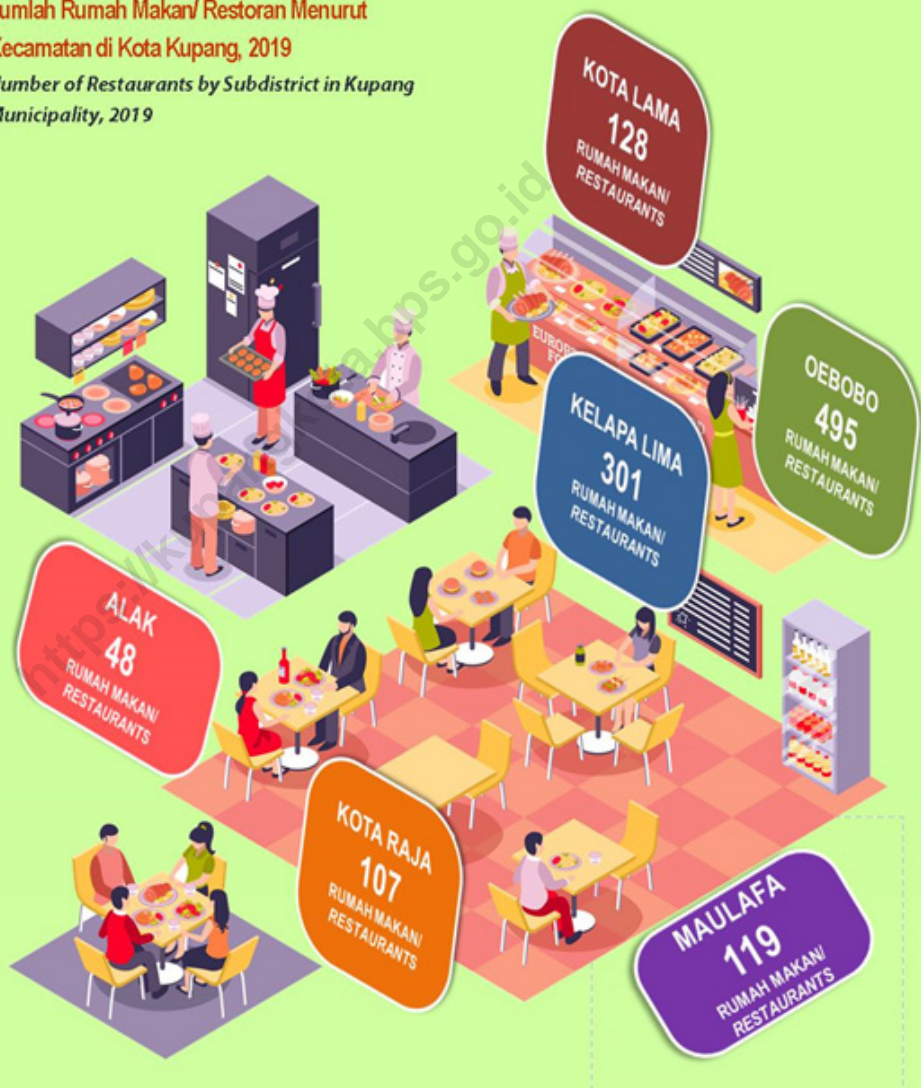 umlah Rumah Makan/ Restoran Menurut
Kecamatan di Kota Kupang, 2019
umber of Restaurants by Subdistrict in Kupang
Municipality, 2019
KOTA LAMA
128
RUMAH MAKAN/
RESTAURANTS
OEBOBO
495
RUMAH MAKAN/
RESTAURANTS
KELAPA LIMA
301
RUMAH MAKAN/
RESTAURANTS
ALAK
48
RUMAH MAKAN/
RESTAURANTS
KOTA RAJA
107
RUMAH MAKAN/
RESTAURANTS
MAULAFA
119
RUMAH MAKAN/
RESTAURANTS